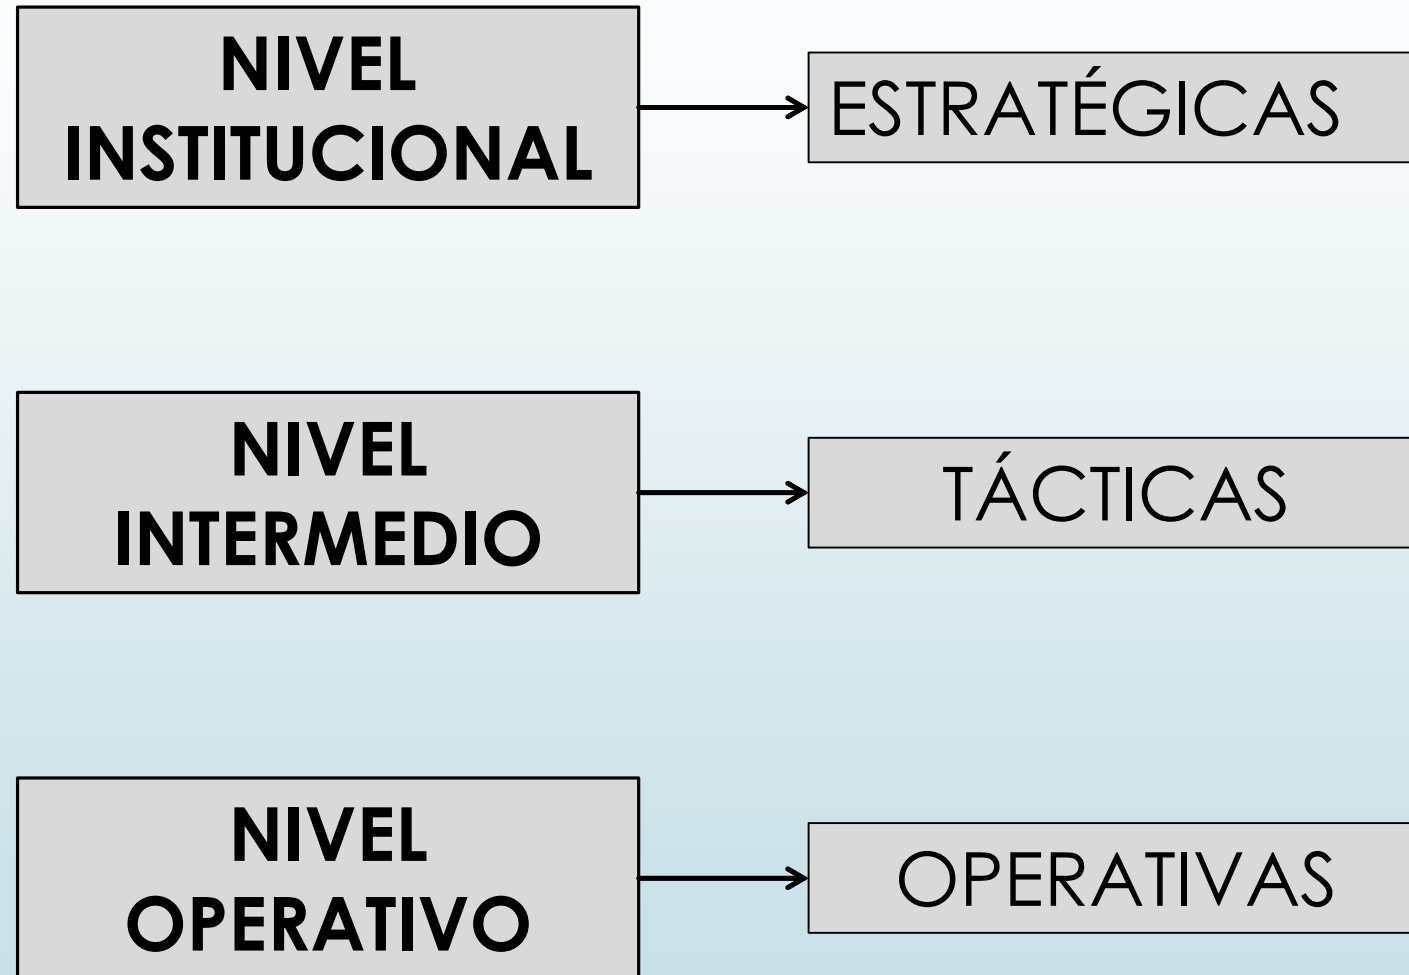 NIVEL
INSTITUCIONAL
ESTRATÉGICAS
NIVEL
INTERMEDIO
TÁCTICAS
NIVEL
OPERATIVO
OPERATIVAS